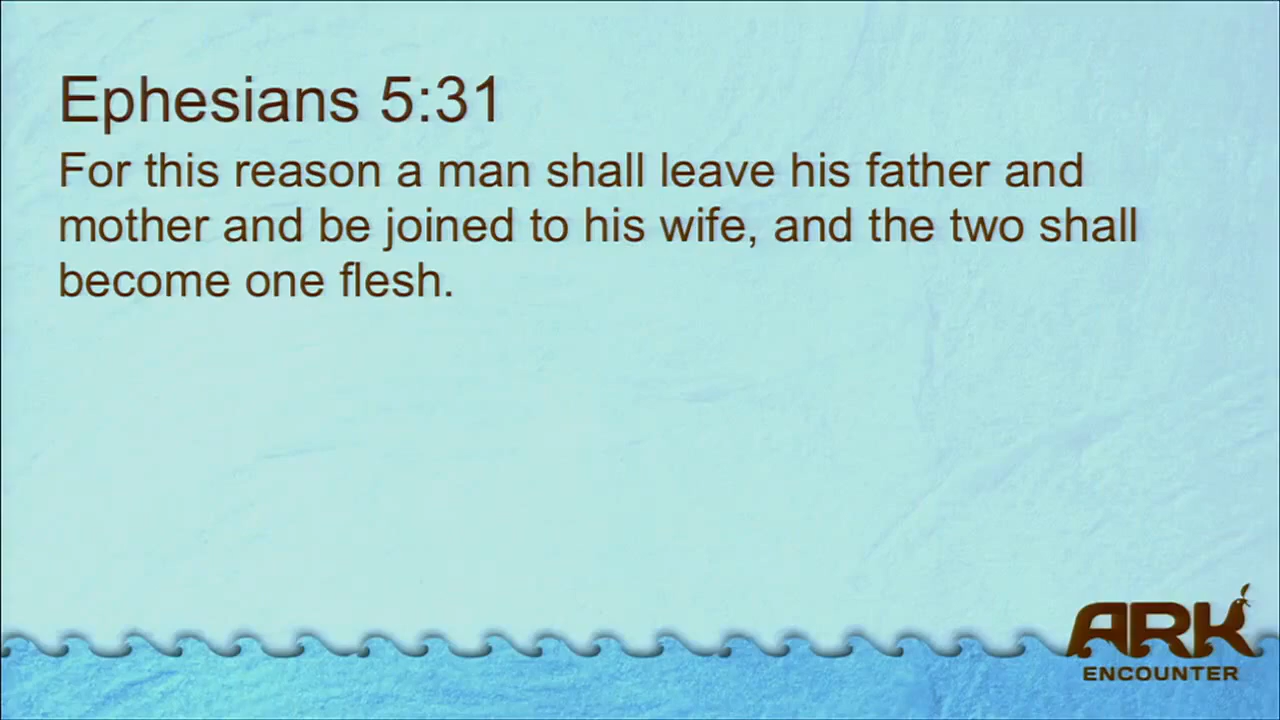 Ephesians 5:31
For this reason a man shall leave his father and
mother and be joined to his wife, and the two shall
become one flesh.
ARK
ENCOUNTER